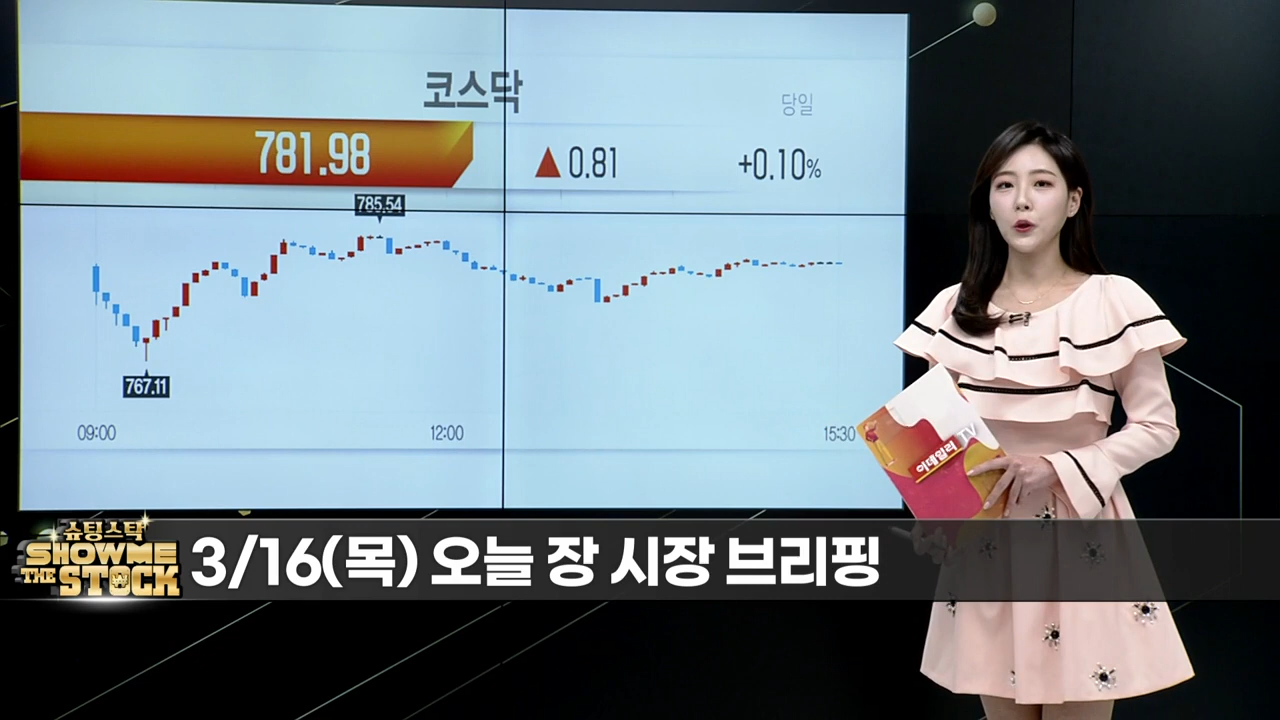 코스닥
당일
781.98
▲ 0.81
+0.10%
785.54
767.11
09:00
12:00
15:30
이데일리 TV
슈팅스탁
SHOW ME
THE STOCK
3/16(목) 오늘 장 시장 브리핑